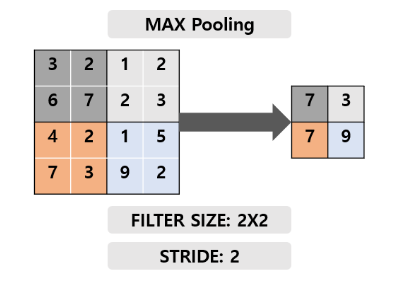 MAX Pooling
3 2 1 2
6 7 2 3
4 2 1 5
7 3 9 2
7 3
7 9
FILTER SIZE: 2X2
STRIDE: 2